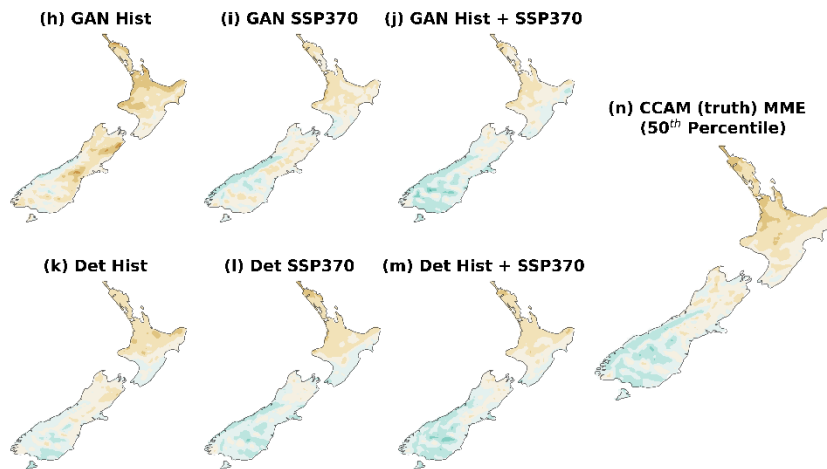 (h) GAN Hist
(i) GAN SSP370
(j) GAN Hist + SSP370
(n) CCAM (truth) MME
(50th Percentile)
(k) Det Hist
(l) Det SSP370
(m) Det Hist + SSP370